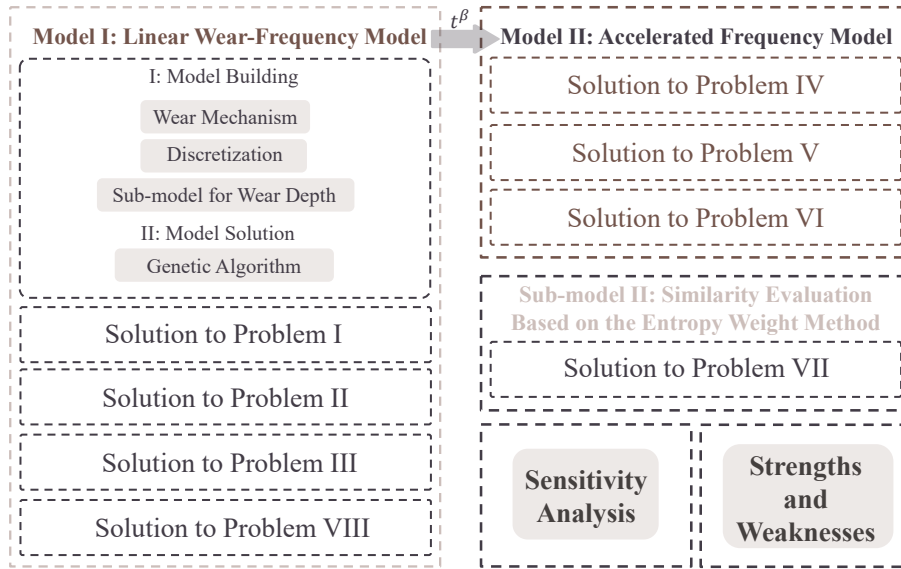 Model I: Linear Wear-Frequency Model
I: Model Building
Wear Mechanism
Discretization
Sub-model for Wear Depth
II: Model Solution
Genetic Algorithm
Solution to Problem I
Solution to Problem II
Solution to Problem III
Solution to Problem VIII
t^β
Model II: Accelerated Frequency Model
Solution to Problem IV
Solution to Problem V
Solution to Problem VI
Sub-model II: Similarity Evaluation
Based on the Entropy Weight Method
Solution to Problem VII
Sensitivity
Analysis
Strengths
and
Weaknesses